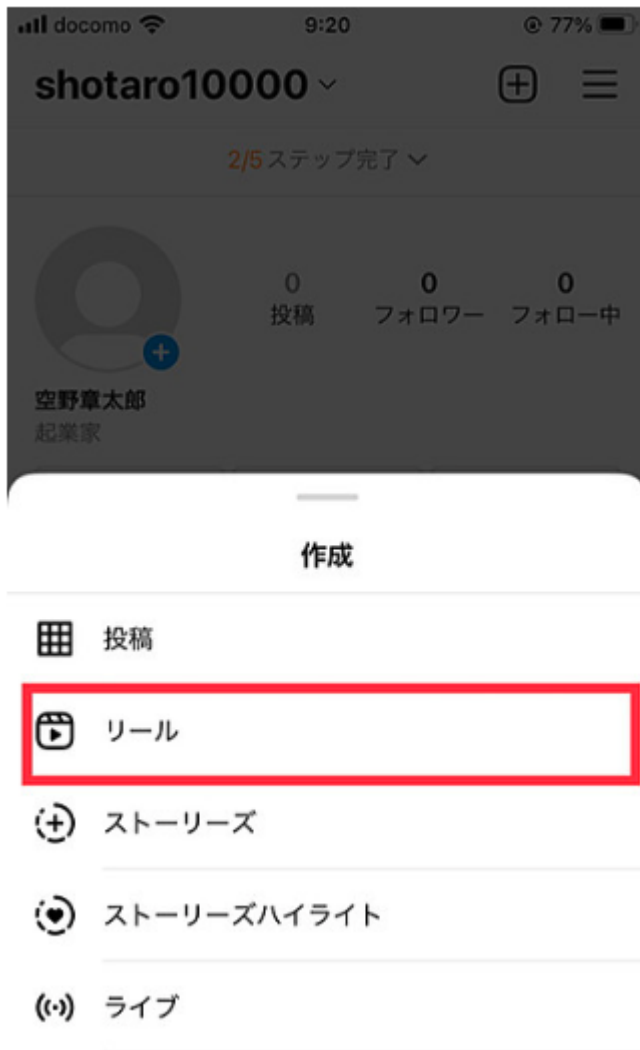 docomo 9:20 77%
shotaro10000
2/5 ステップ完了
0 0 0
投稿 フォロワー フォロー中
空野章太郎
起業家
作成
投稿
リール
ストーリーズ
ストーリーズハイライト
ライブ